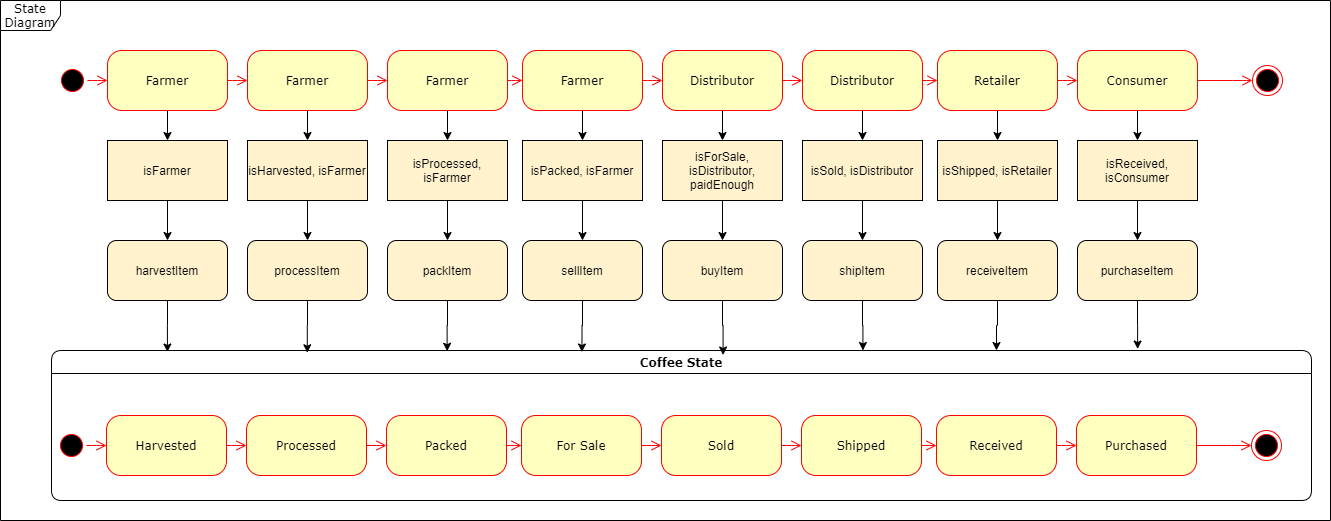 State
Diagram
Farmer
Farmer
Farmer
Farmer
Distributor
Distributor
Retailer
Consumer
isFarmer
isHarvested, isFarmer
isProcessed,
isFarmer
isPacked, isFarmer
isForSale,
isDistributor,
paidEnough
isSold, isDistributor
isShipped, isRetailer
isReceived,
isConsumer
harvestItem
processItem
packItem
sellItem
buyItem
shipItem
receiveItem
purchaseItem
Coffee State
Harvested
Processed
Packed
For Sale
Sold
Shipped
Received
Purchased